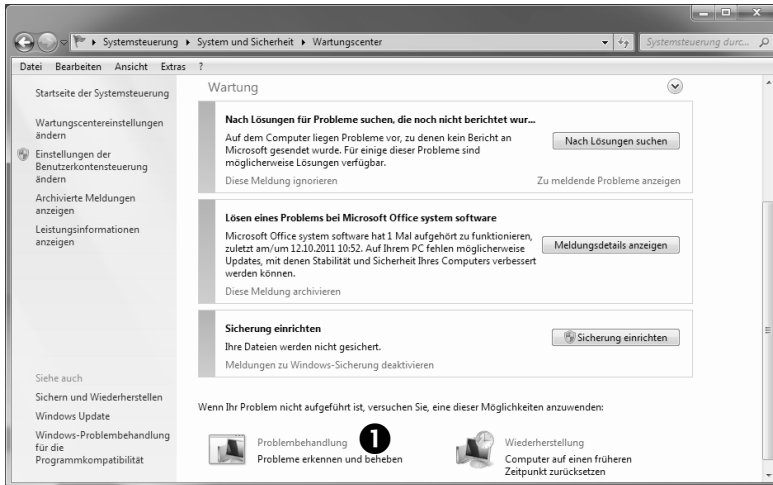 Systemsteuerung ▸ System und Sicherheit ▸ Wartungscenter
Systemsteuerung durc...
Datei Bearbeiten Ansicht Extras ?
Startseite der Systemsteuerung
Wartungscentereinstellungen
ändern
Einstellungen der
Benutzerkontensteuerung
ändern
Archivierte Meldungen
anzeigen
Leistungsinformationen
anzeigen
Siehe auch
Sichern und Wiederherstellen
Windows Update
Windows-Problembehandlung
für die
Programmkompatibilität
Wartung
Nach Lösungen für Probleme suchen, die noch nicht berichtet wur...
Auf dem Computer liegen Probleme vor, zu denen kein Bericht an
Microsoft gesendet wurde. Für einige dieser Probleme sind
möglicherweise Lösungen verfügbar.
Nach Lösungen suchen
Diese Meldung ignorieren
Zu meldende Probleme anzeigen
Lösen eines Problems bei Microsoft Office system software
Microsoft Office system software hat 1 Mal aufgehört zu funktionieren,
zuletzt am/um 12.10.2011 10:52. Auf Ihrem PC fehlen möglicherweise
Updates, mit denen Stabilität und Sicherheit Ihres Computers verbessert
werden können.
Meldungsdetails anzeigen
Diese Meldung archivieren
Sicherung einrichten
Ihre Dateien werden nicht gesichert.
Sicherung einrichten
Meldungen zu Windows-Sicherung deaktivieren
Wenn Ihr Problem nicht aufgeführt ist, versuchen Sie, eine dieser Möglichkeiten anzuwenden:
Problembehandlung 1
Probleme erkennen und beheben
Wiederherstellung
Computer auf einen früheren
Zeitpunkt zurücksetzen